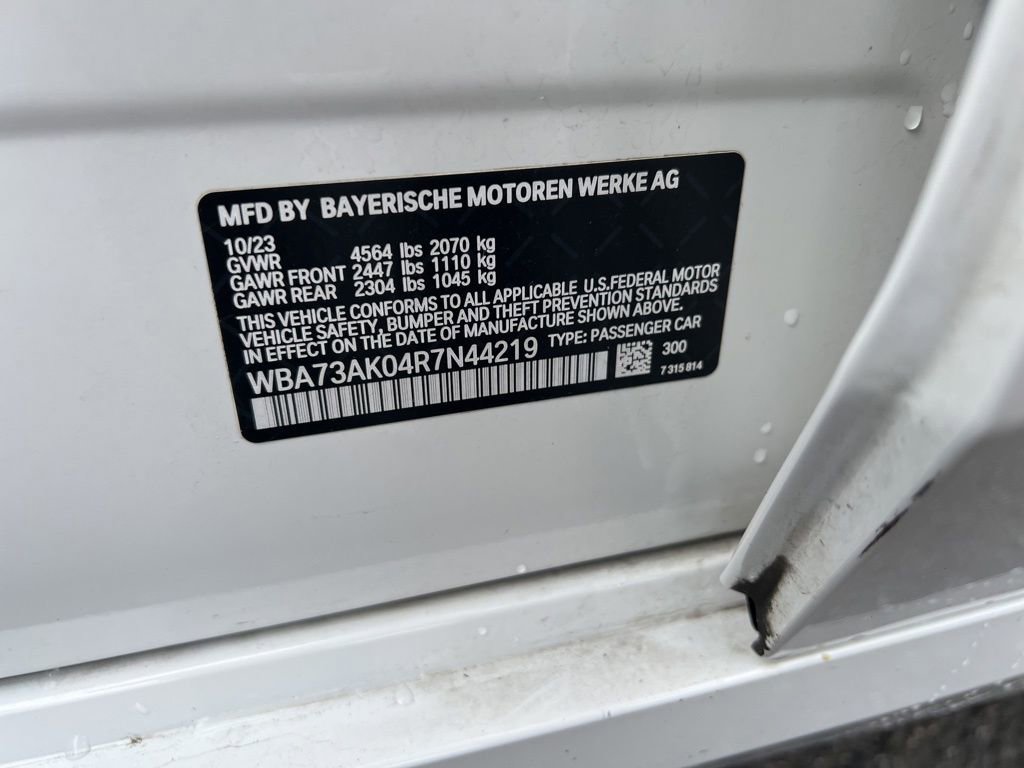 MFD BY BAYERISCHE MOTOREN WERKE AG
10/23
GVWR 4564 lbs 2070 kg
GAWR FRONT 2447 lbs 1110 kg
GAWR REAR 2304 lbs 1045 kg
THIS VEHICLE CONFORMS TO ALL APPLICABLE U.S.FEDERAL MOTOR
VEHICLE SAFETY, BUMPER AND THEFT PREVENTION STANDARDS
IN EFFECT ON THE DATE OF MANUFACTURE SHOWN ABOVE.
WBA73AK04R7N44219 TYPE: PASSENGER CAR
300
7 315 814